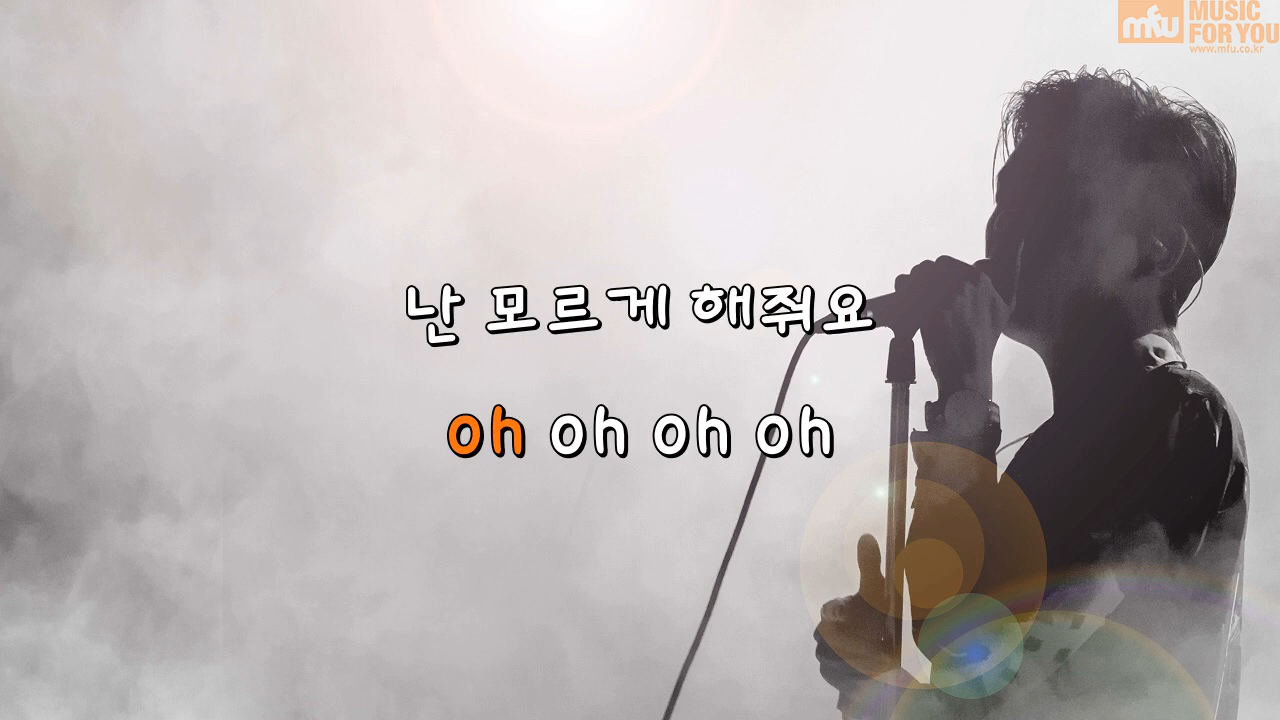 mfu MUSIC
FOR YOU
www.mfu.co.kr
난 모르게 해줘요
oh oh oh oh